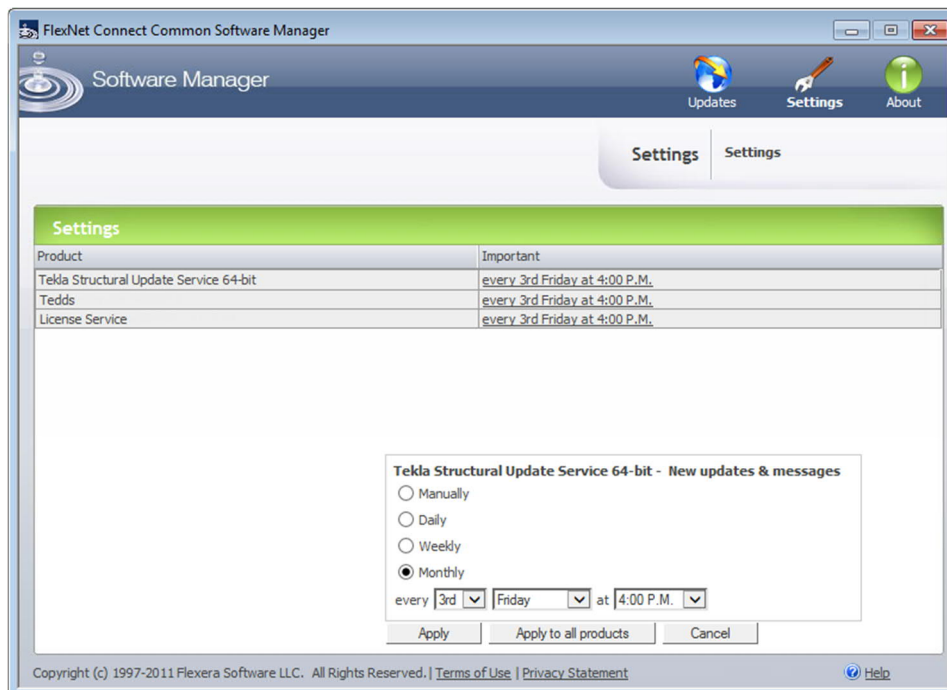 FlexNet Connect Common Software Manager
Software Manager
Updates
Settings
About
Settings
Settings
Settings
Product Important
Tekla Structural Update Service 64-bit every 3rd Friday at 4:00 P.M.
Tedds every 3rd Friday at 4:00 P.M.
License Service every 3rd Friday at 4:00 P.M.
Tekla Structural Update Service 64-bit - New updates & messages
Manually
Daily
Weekly
Monthly
every 3rd Friday at 4:00 P.M.
Apply Apply to all products Cancel
Copyright (c) 1997-2011 Flexera Software LLC. All Rights Reserved. | Terms of Use | Privacy Statement Help